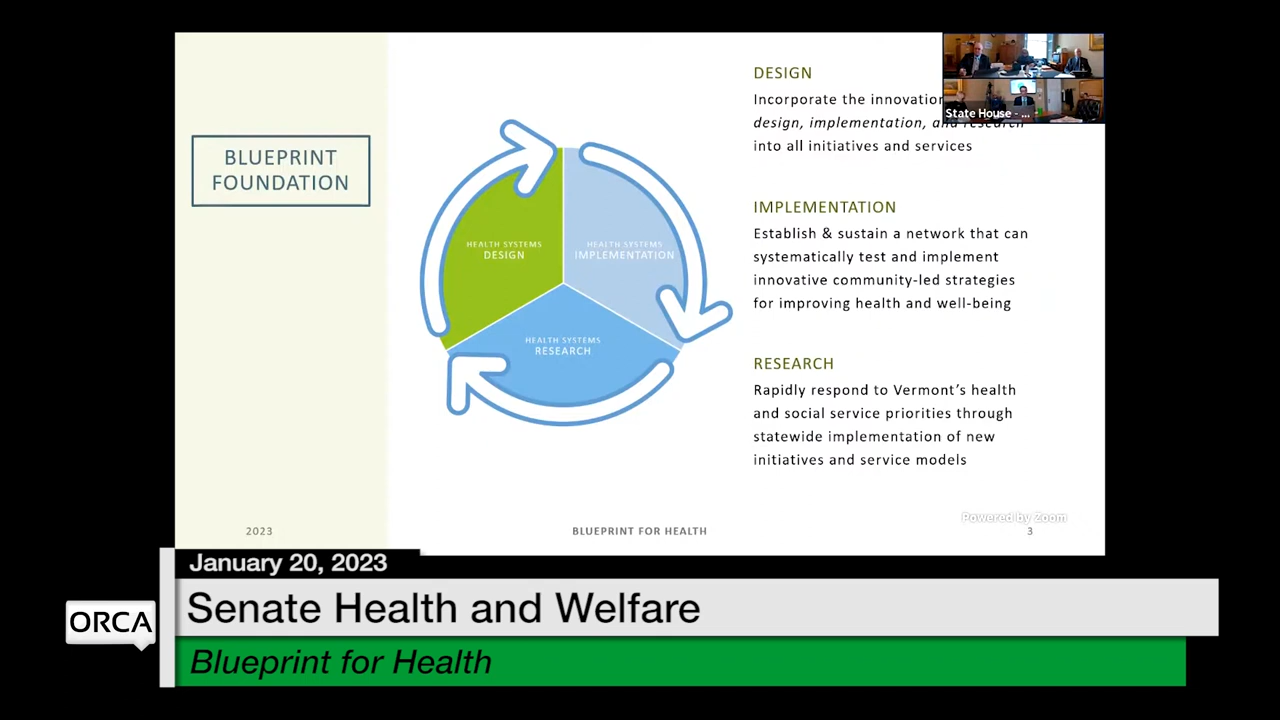 BLUEPRINT
FOUNDATION
HEALTH SYSTEMS
DESIGN
HEALTH SYSTEMS
IMPLEMENTATION
HEALTH SYSTEMS
RESEARCH
DESIGN
Incorporate the innovation
design, implementation, and research
into all initiatives and services
IMPLEMENTATION
Establish & sustain a network that can
systematically test and implement
innovative community-led strategies
for improving health and well-being
RESEARCH
Rapidly respond to Vermont's health
and social service priorities through
statewide implementation of new
initiatives and service models
State House - ...
Powered by Zoom
2023
BLUEPRINT FOR HEALTH
3
January 20, 2023
Senate Health and Welfare
ORCA
Blueprint for Health